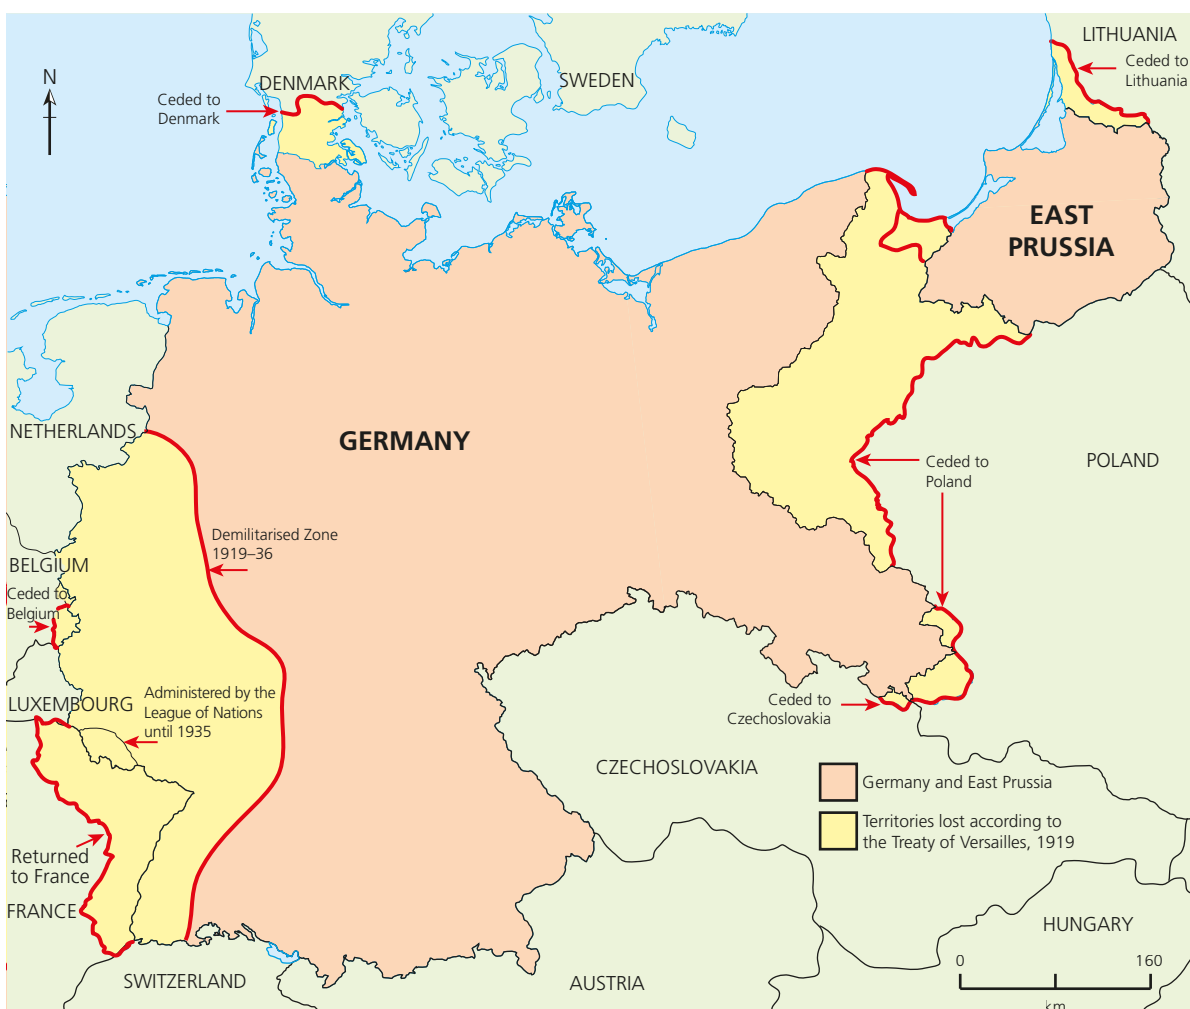 LITHUANIA
Ceded to
Lithuania
N
DENMARK
SWEDEN
Ceded to
Denmark
EAST
PRUSSIA
NETHERLANDS
GERMANY
Ceded to
Poland
POLAND
Demilitarised Zone
1919–36
BELGIUM
Ceded to
Belgium
LUXEMBOURG
Administered by the
League of Nations
until 1935
Ceded to
Czechoslovakia
CZECHOSLOVAKIA
Germany and East Prussia
Territories lost according to
the Treaty of Versailles, 1919
Returned
to France
FRANCE
HUNGARY
SWITZERLAND
AUSTRIA
0 160
km